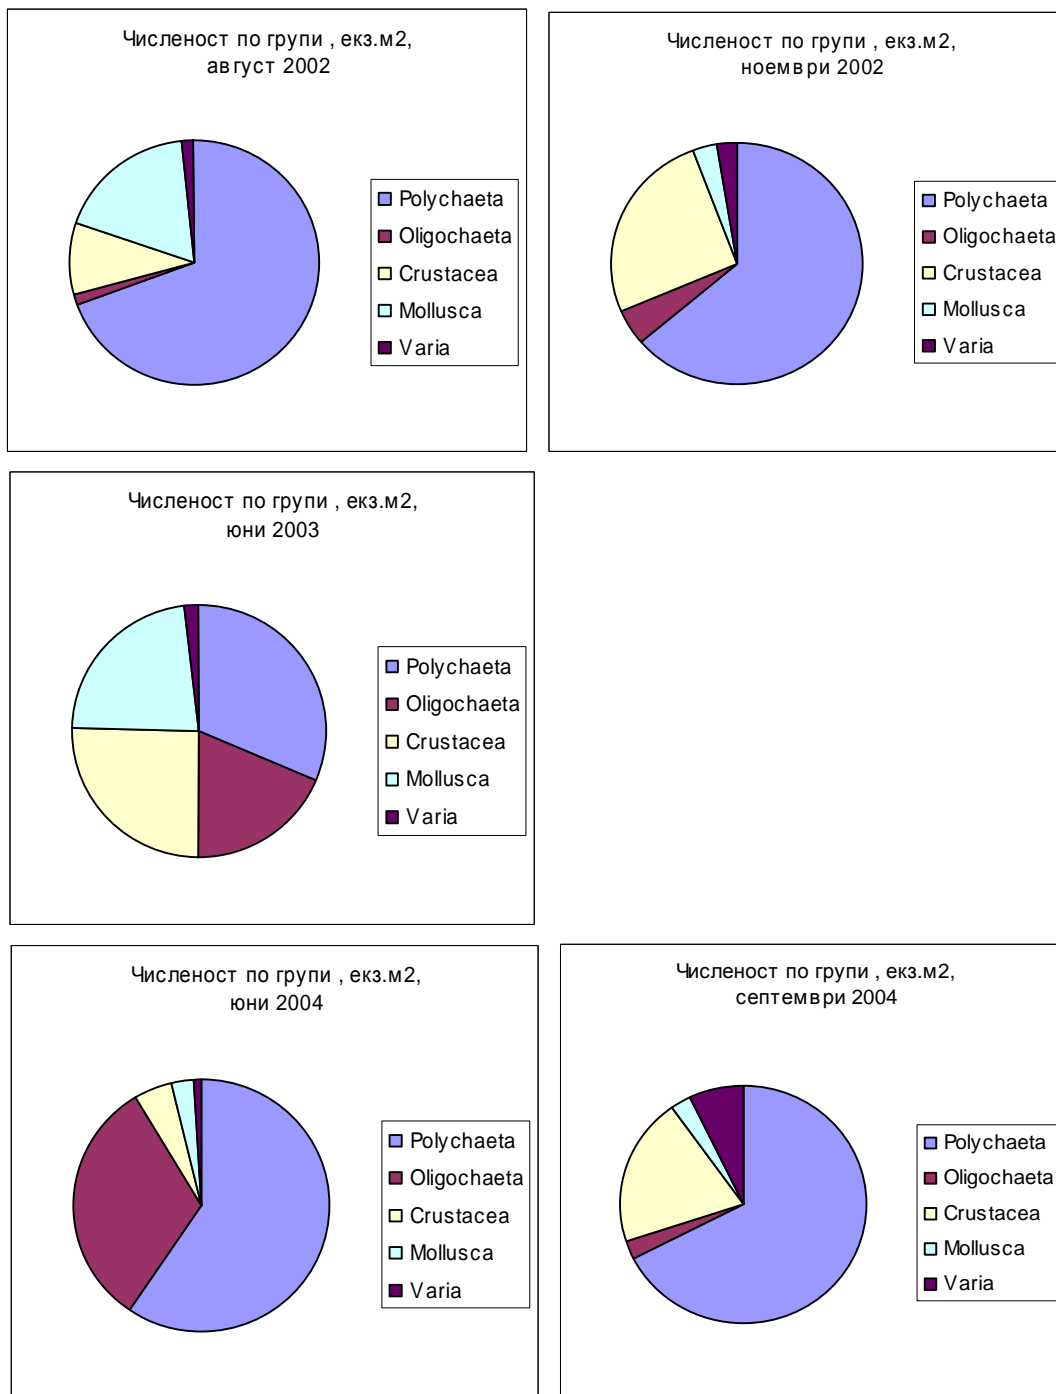 Численост по групи , екз.м2,
август 2002
Polychaeta
Oligochaeta
Crustacea
Mollusca
Varia
Численост по групи , екз.м2,
ноември 2002
Polychaeta
Oligochaeta
Crustacea
Mollusca
Varia
Численост по групи , екз.м2,
юни 2003
Polychaeta
Oligochaeta
Crustacea
Mollusca
Varia
Численост по групи , екз.м2,
юни 2004
Polychaeta
Oligochaeta
Crustacea
Mollusca
Varia
Численост по групи , екз.м2,
септември 2004
Polychaeta
Oligochaeta
Crustacea
Mollusca
Varia